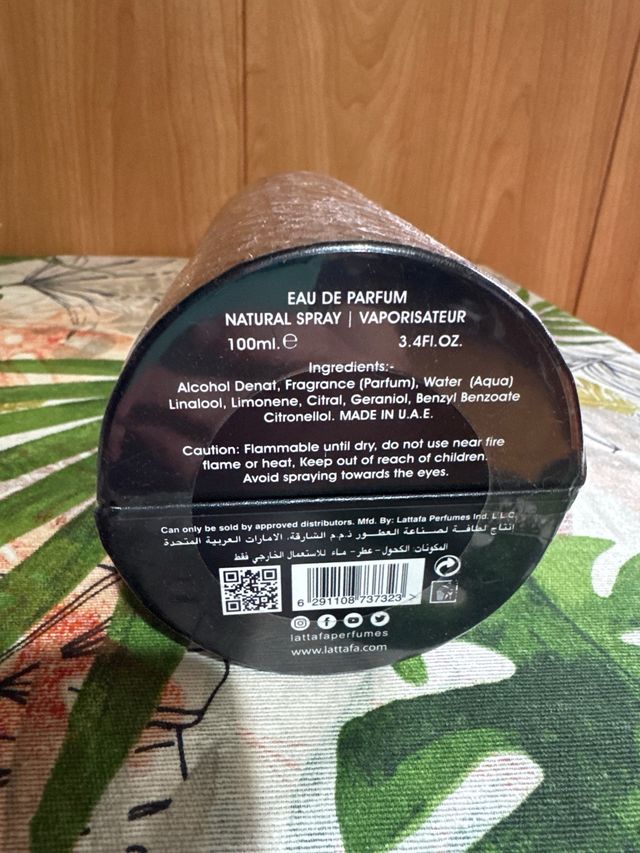 EAU DE PARFUM
NATURAL SPRAY | VAPORISATEUR
100ml.℮ 3.4Fl.OZ.
Ingredients:-
Alcohol Denat, Fragrance (Parfum), Water (Aqua)
Linalool, Limonene, Citral, Geraniol, Benzyl Benzoate
Citronellol. MADE IN U.A.E.
Caution: Flammable until dry, do not use near fire
flame or heat, Keep out of reach of children.
Avoid spraying towards the eyes.
Can only be sold by approved distributors. Mfd. By: Lattafa Perfumes Ind. L.L.C.
إنتاج لطافة لصناعة العطور ذ.م.م الشارقة. الامارات العربية المتحدة
المكونات الكحول - عطر - ماء للاستعمال الخارجي فقط
6 291108 737323 >
lattafaperfumes
www.lattafa.com